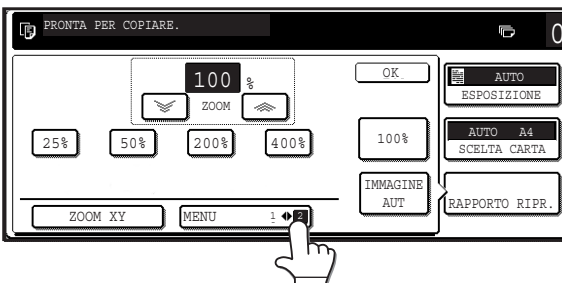 PRONTA PER COPIARE.
0
100 %
ZOOM
OK
AUTO
ESPOSIZIONE
25%
50%
200%
400%
100%
AUTO A4
SCELTA CARTA
IMMAGINE
AUT
RAPPORTO RIPR.
ZOOM XY
MENU 1 2